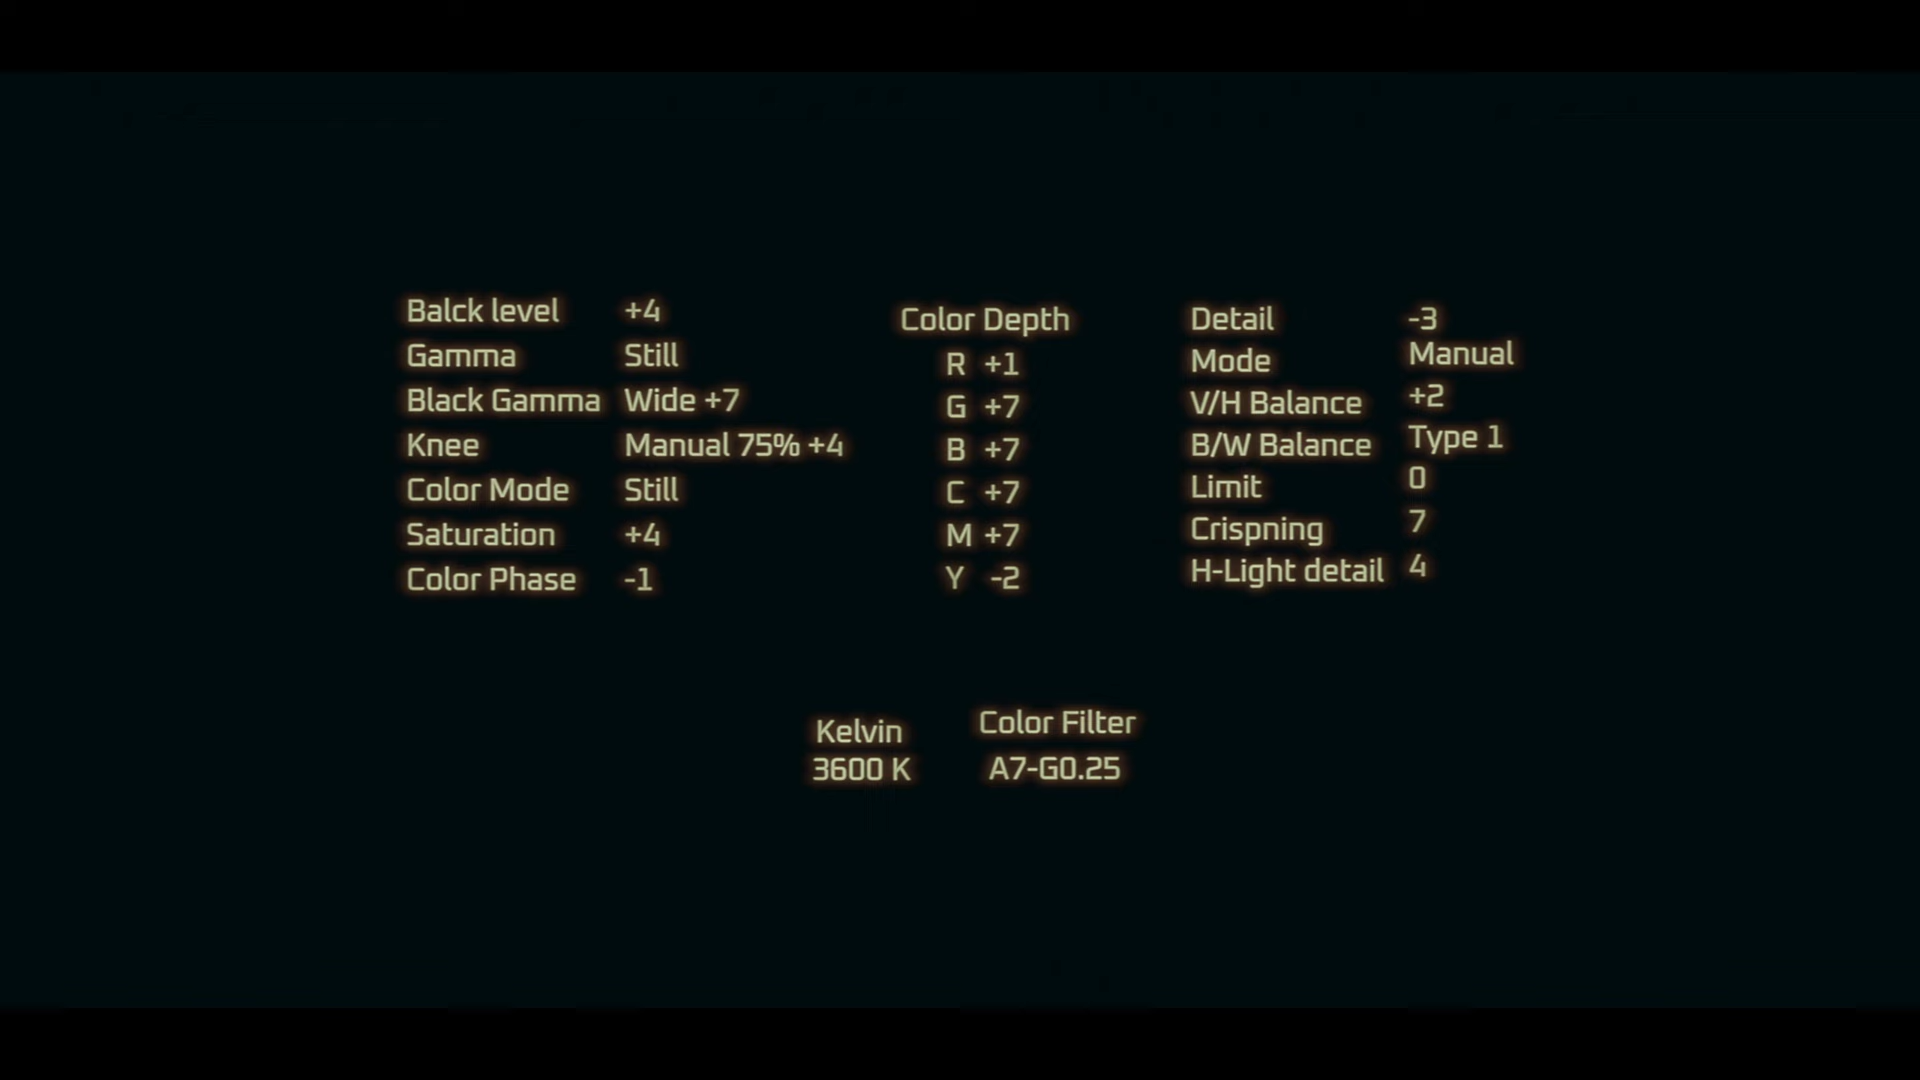 Balck level +4
Gamma Still
Black Gamma Wide +7
Knee Manual 75% +4
Color Mode Still
Saturation +4
Color Phase -1
Color Depth
R +1
G +7
B +7
C +7
M +7
Y -2
Detail -3
Mode Manual
V/H Balance +2
B/W Balance Type 1
Limit 0
Crispning 7
H-Light detail 4
Kelvin
3600 K
Color Filter
A7-G0.25